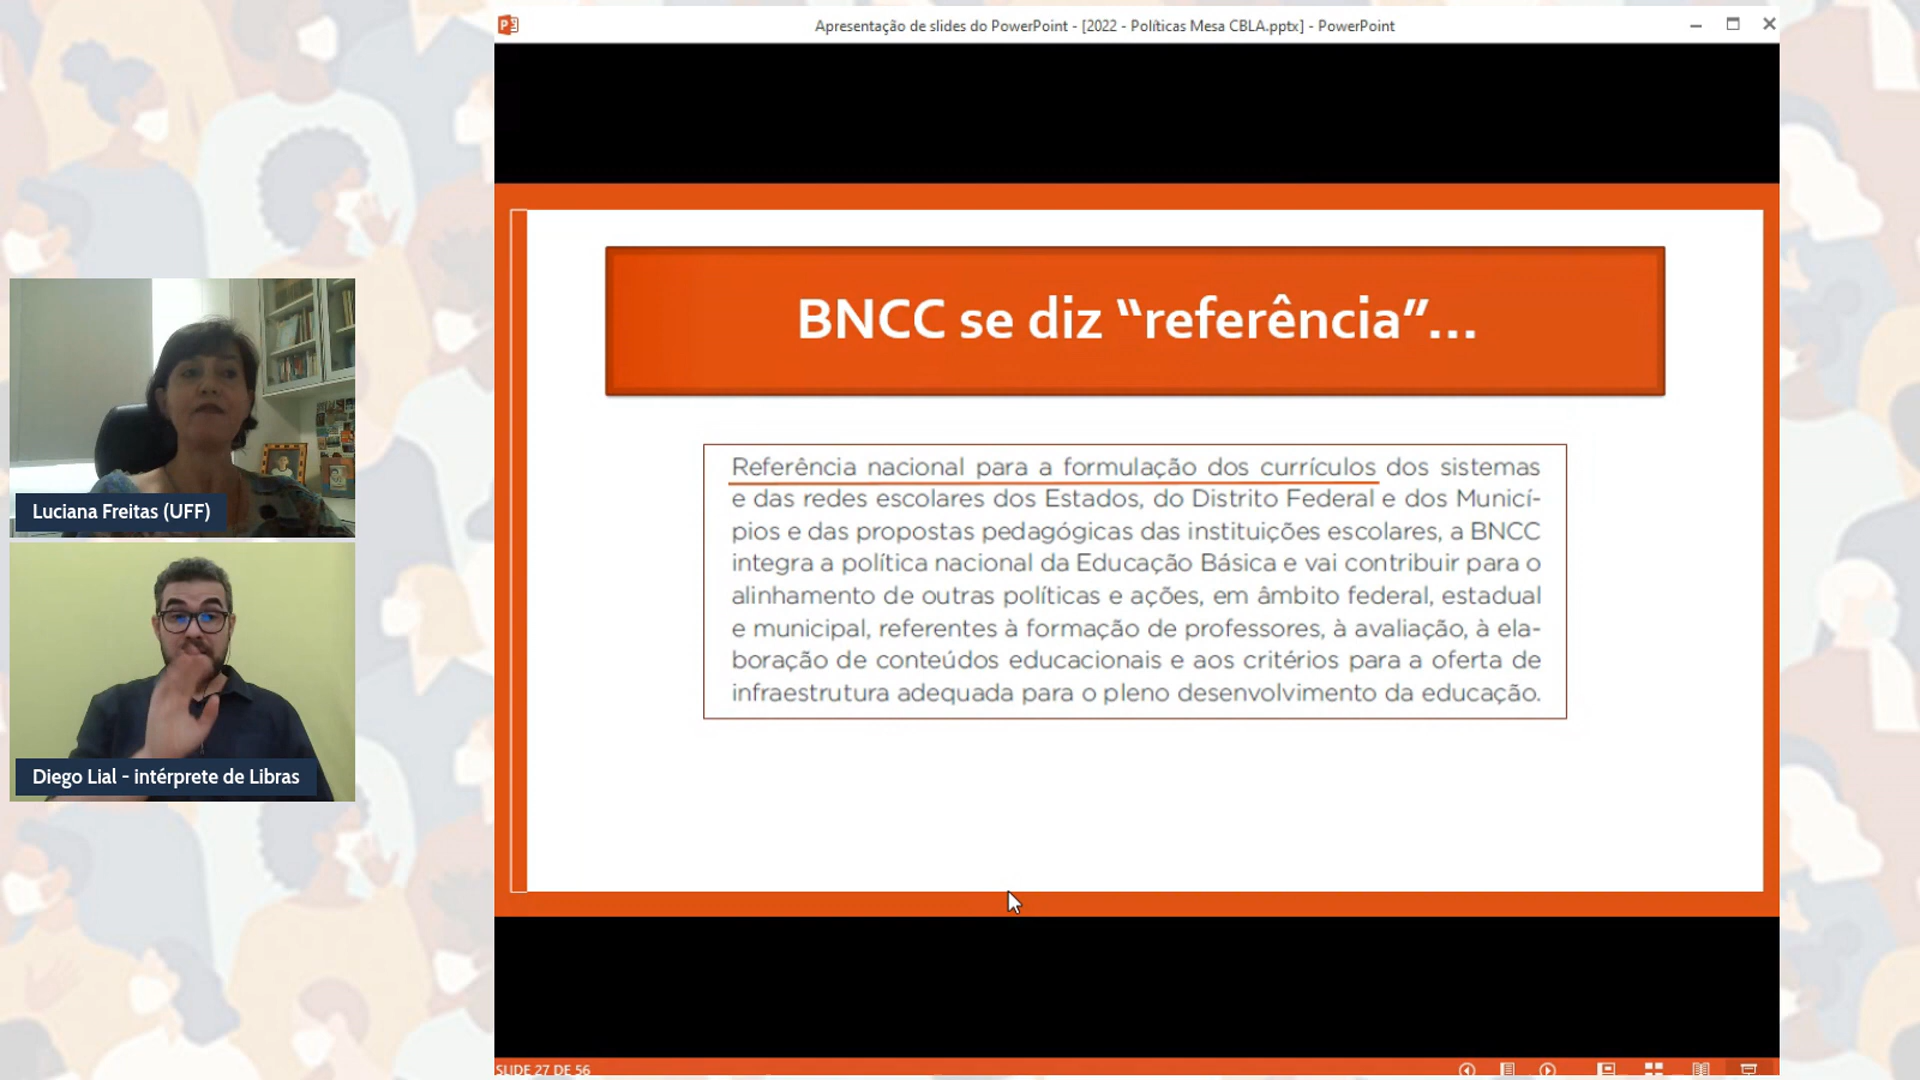 Apresentação de slides do PowerPoint - [2022 - Políticas Mesa CBLA.pptx] - PowerPoint
BNCC se diz “referência”...
Referência nacional para a formulação dos currículos dos sistemas
e das redes escolares dos Estados, do Distrito Federal e dos Municí-
pios e das propostas pedagógicas das instituições escolares, a BNCC
integra a política nacional da Educação Básica e vai contribuir para o
alinhamento de outras políticas e ações, em âmbito federal, estadual
e municipal, referentes à formação de professores, à avaliação, à ela-
boração de conteúdos educacionais e aos critérios para a oferta de
infraestrutura adequada para o pleno desenvolvimento da educação.
Luciana Freitas (UFF)
Diego Lial - intérprete de Libras
SLIDE 27 DE 56